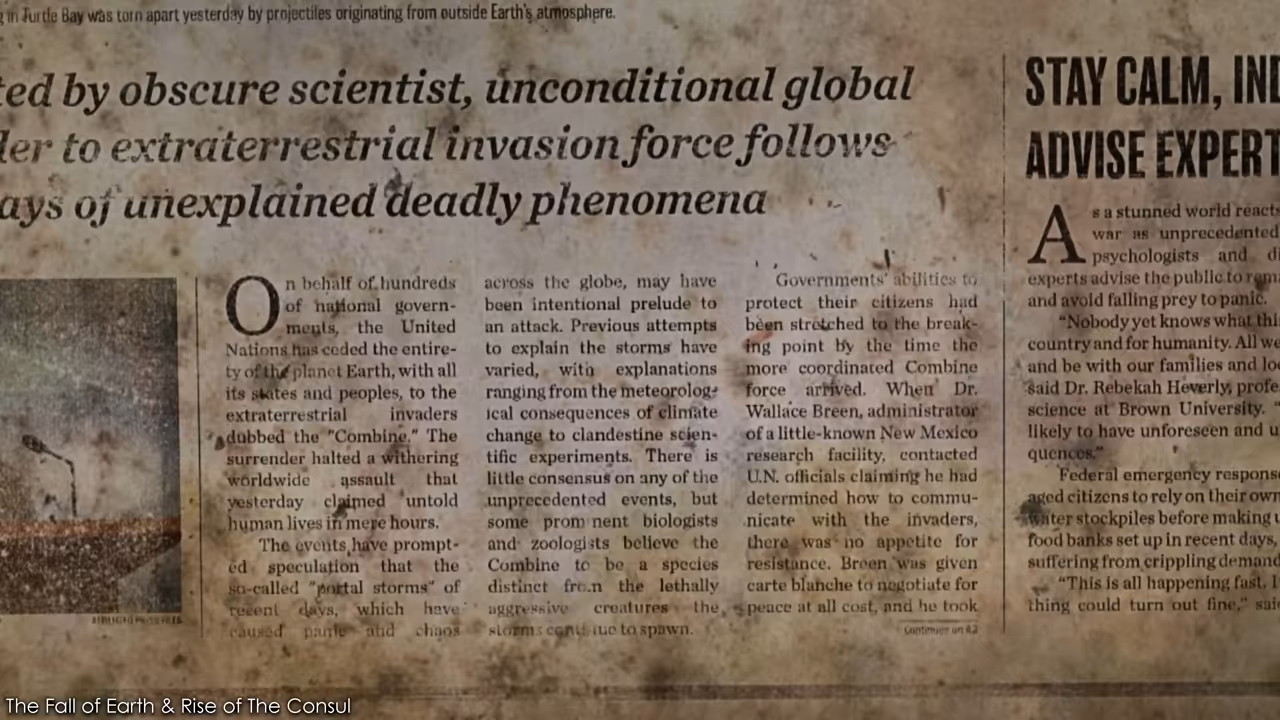 g in Turtle Bay was torn apart yesterday by projectiles originating from outside Earth's atmosphere.
ted by obscure scientist, unconditional global
der to extraterrestrial invasion force follows
ays of unexplained deadly phenomena
On behalf of hundreds
of national govern-
ments, the United
Nations has ceded the entire-
ty of the planet Earth, with all
its states and peoples, to the
extraterrestrial invaders
dubbed the "Combine." The
surrender halted a withering
worldwide assault that
yesterday claimed untold
human lives in mere hours.
The events have prompt-
ed speculation that the
so-called "portal storms" of
recent days, which have
caused panic and chaos
across the globe, may have
been intentional prelude to
an attack. Previous attempts
to explain the storms have
varied, with explanations
ranging from the meteorolog-
ical consequences of climate
change to clandestine scien-
tific experiments. There is
little consensus on any of the
unprecedented events, but
some prominent biologists
and zoologists believe the
Combine to be a species
distinct from the lethally
aggressive creatures the
storms continue to spawn.
Governments' abilities to
protect their citizens had
been stretched to the break-
ing point by the time the
more coordinated Combine
force arrived. When Dr.
Wallace Breen, administrator
of a little-known New Mexico
research facility, contacted
U.N. officials claiming he had
determined how to commu-
nicate with the invaders,
there was no appetite for
resistance. Breen was given
carte blanche to negotiate for
peace at all cost, and he took
Continues on A2
STAY CALM, IND
ADVISE EXPERT
As a stunned world reacts
war as unprecedented
psychologists and di
experts advise the public to rema
and avoid falling prey to panic.
"Nobody yet knows what thi
country and for humanity. All we
and be with our families and lo
said Dr. Rebekah Heverly, profe
science at Brown University. "
likely to have unforeseen and u
quences."
Federal emergency response
aged citizens to rely on their own
water stockpiles before making u
food banks set up in recent days,
suffering from crippling demand
"This is all happening fast. I
thing could turn out fine," said
The Fall of Earth & Rise of The Consul